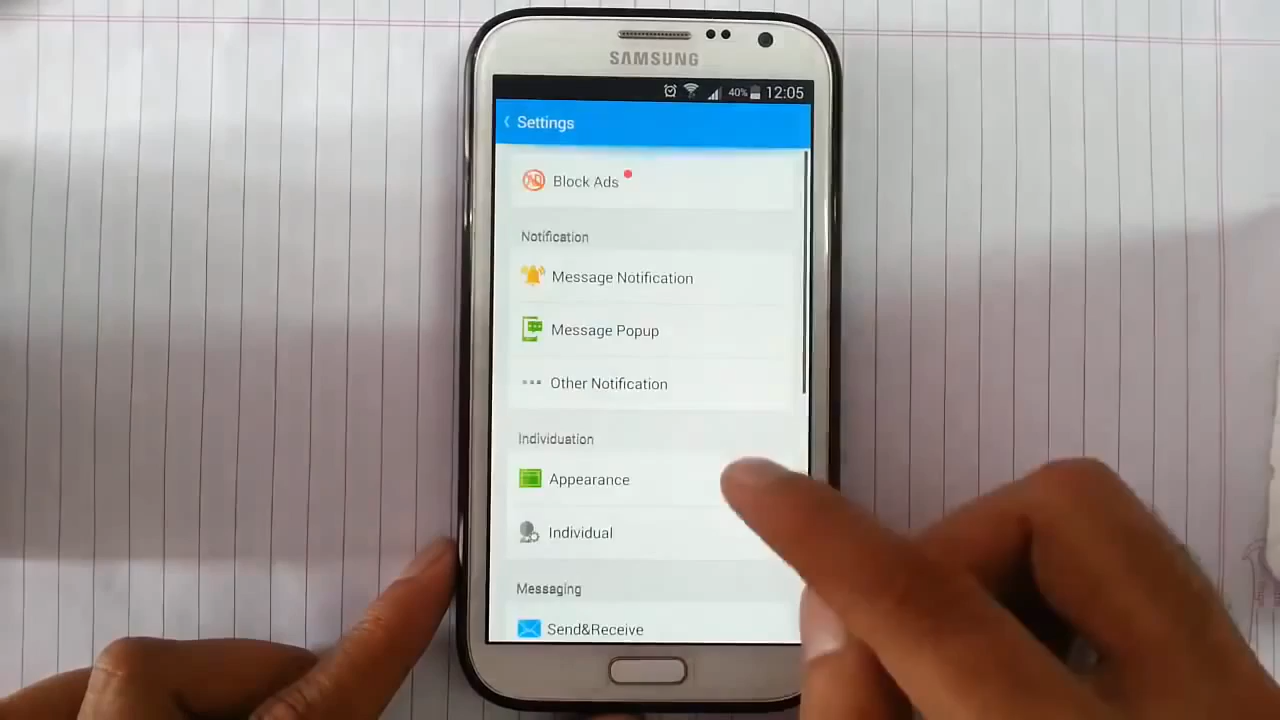 SAMSUNG
40% 12:05
Settings
Block Ads
Notification
Message Notification
Message Popup
Other Notification
Individuation
Appearance
Individual
Messaging
Send&Receive